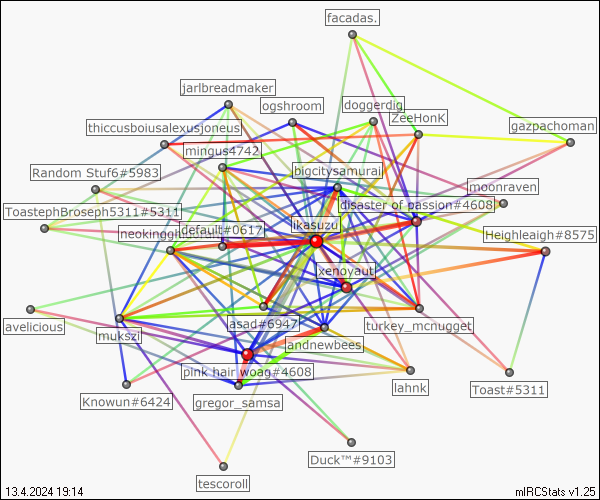 facadas.
jarlbreadmaker
ogshroom
doggerdig
ZeeHonK
gazpachoman
thiccusboiusalexusjoneus
mingus4742
bigcitysamurai
Random Stuf6#5983
moonraven
disaster of passion#4608
ToastephBroseph5311#5311
ikasuzu
default#0617
Heighleaigh#8575
xenoyaut
avelicious
asad#6947
turkey_mcnugget
mukszi
andnewbees
pink hair woag#4608
lahnk
Toast#5311
Knowun#6424
gregor_samsa
Duck™#9103
tescoroll
13.4.2024 19:14
mIRCStats v1.25